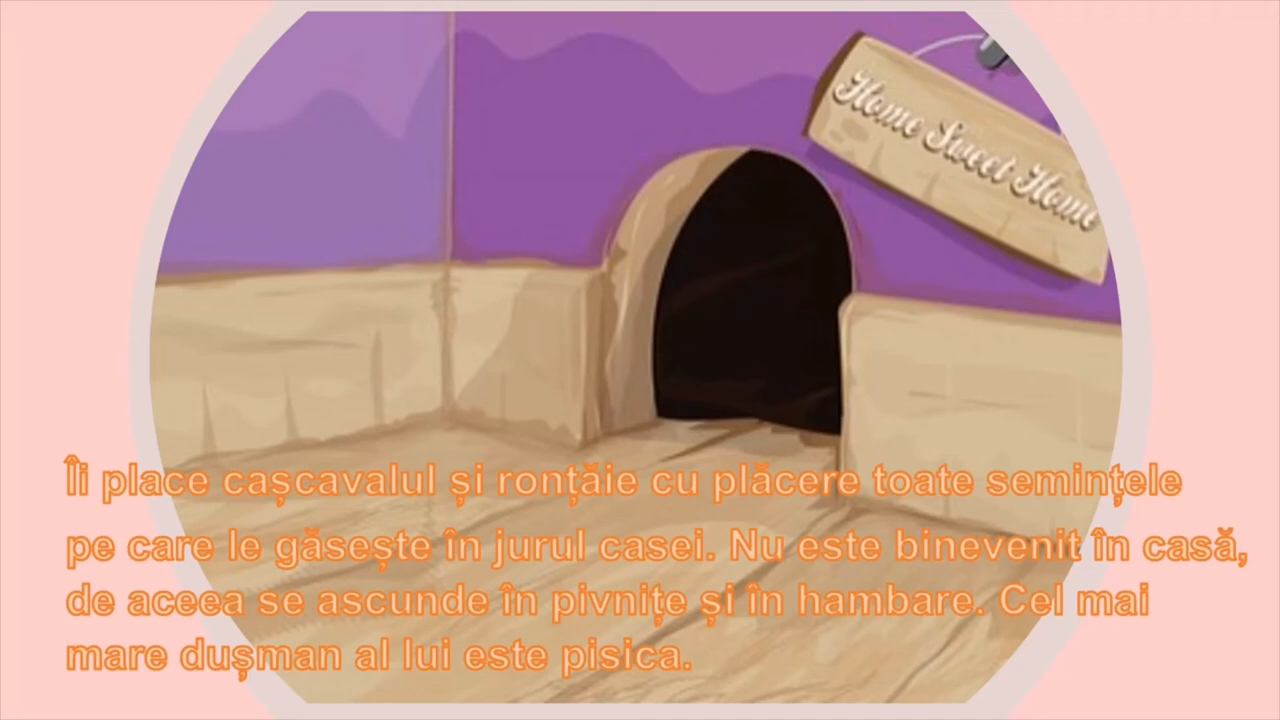 Home Sweet Home
Îi place cașcavalul și ronțăie cu plăcere toate semințele
pe care le găsește în jurul casei. Nu este binevenit în casă,
de aceea se ascunde în pivnițe și în hambare. Cel mai
mare dușman al lui este pisica.